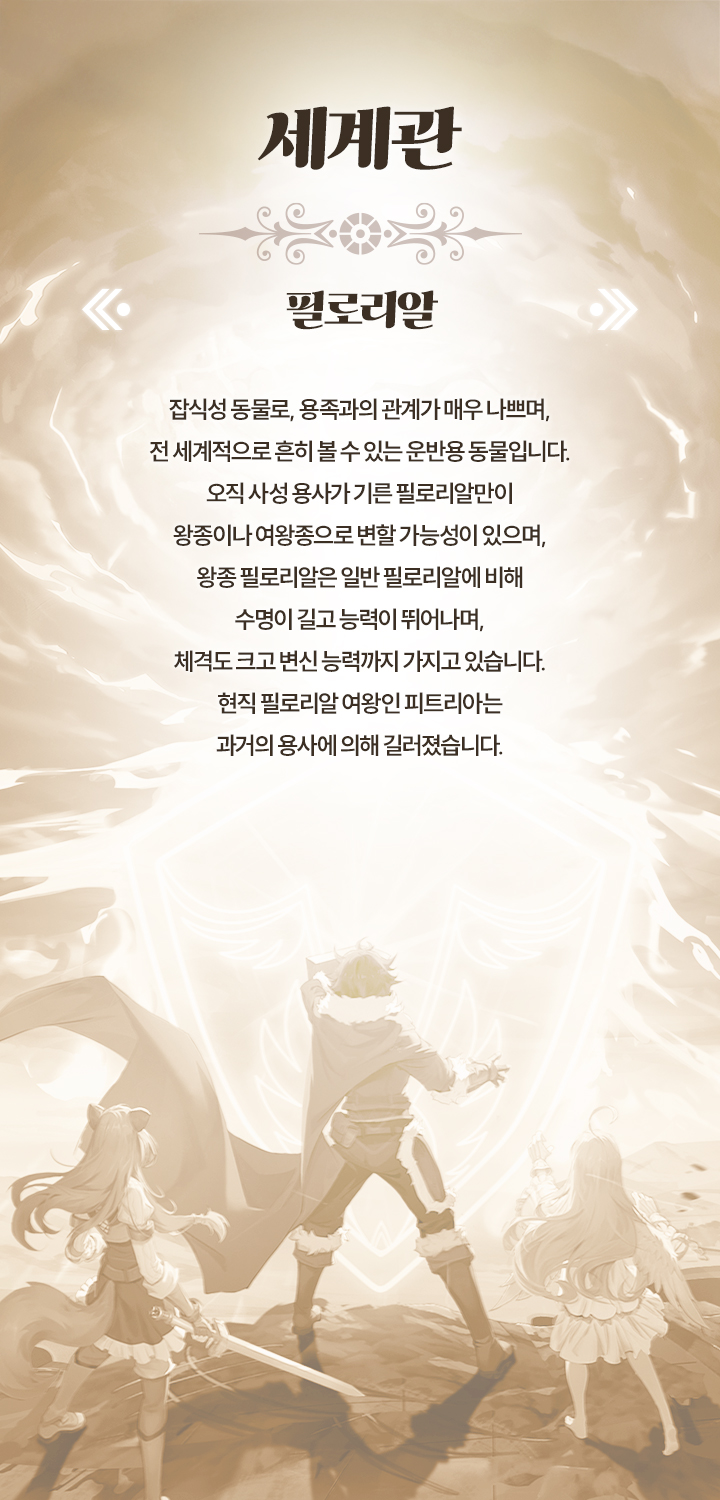 세계관
필로리알
잡식성 동물로, 용족과의 관계가 매우 나쁘며,
전 세계적으로 흔히 볼 수 있는 운반용 동물입니다.
오직 사성 용사가 기른 필로리알만이
왕종이나 여왕종으로 변할 가능성이 있으며,
왕종 필로리알은 일반 필로리알에 비해
수명이 길고 능력이 뛰어나며,
체격도 크고 변신 능력까지 가지고 있습니다.
현직 필로리알 여왕인 피트리아는
과거의 용사에 의해 길러졌습니다.